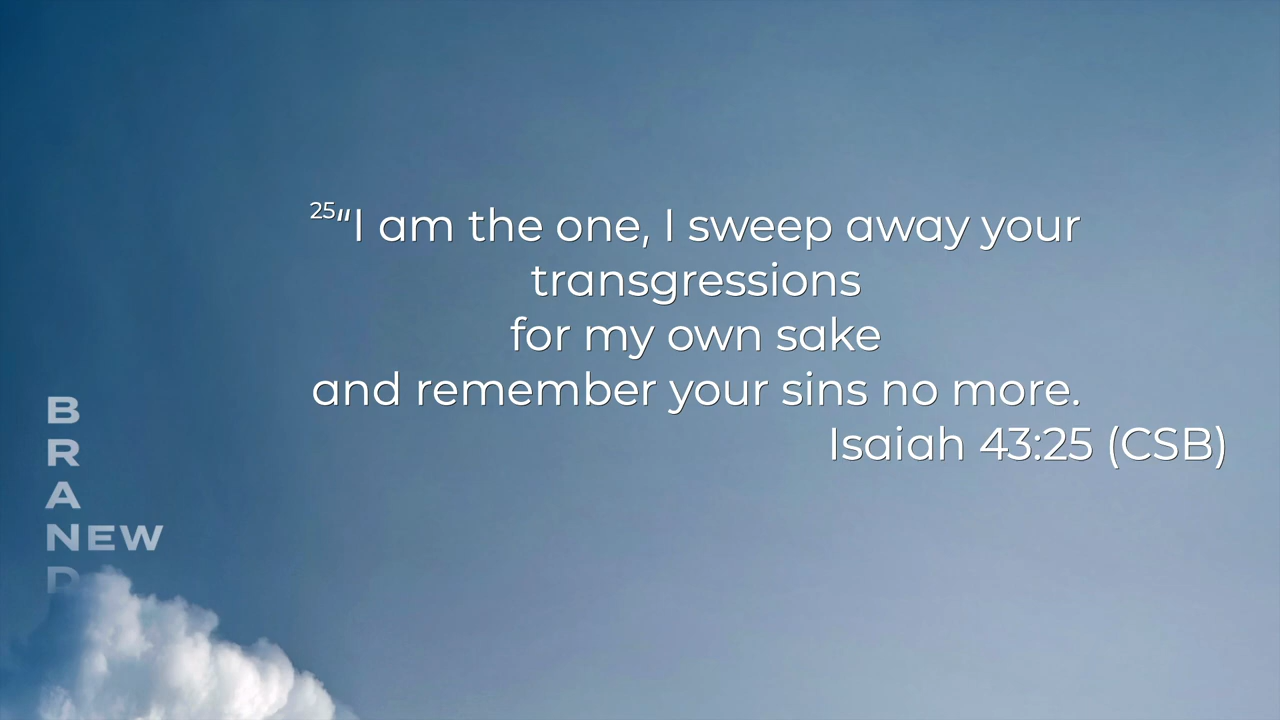 25“I am the one, I sweep away your
transgressions
for my own sake
and remember your sins no more.
Isaiah 43:25 (CSB)
BRAND
NEW